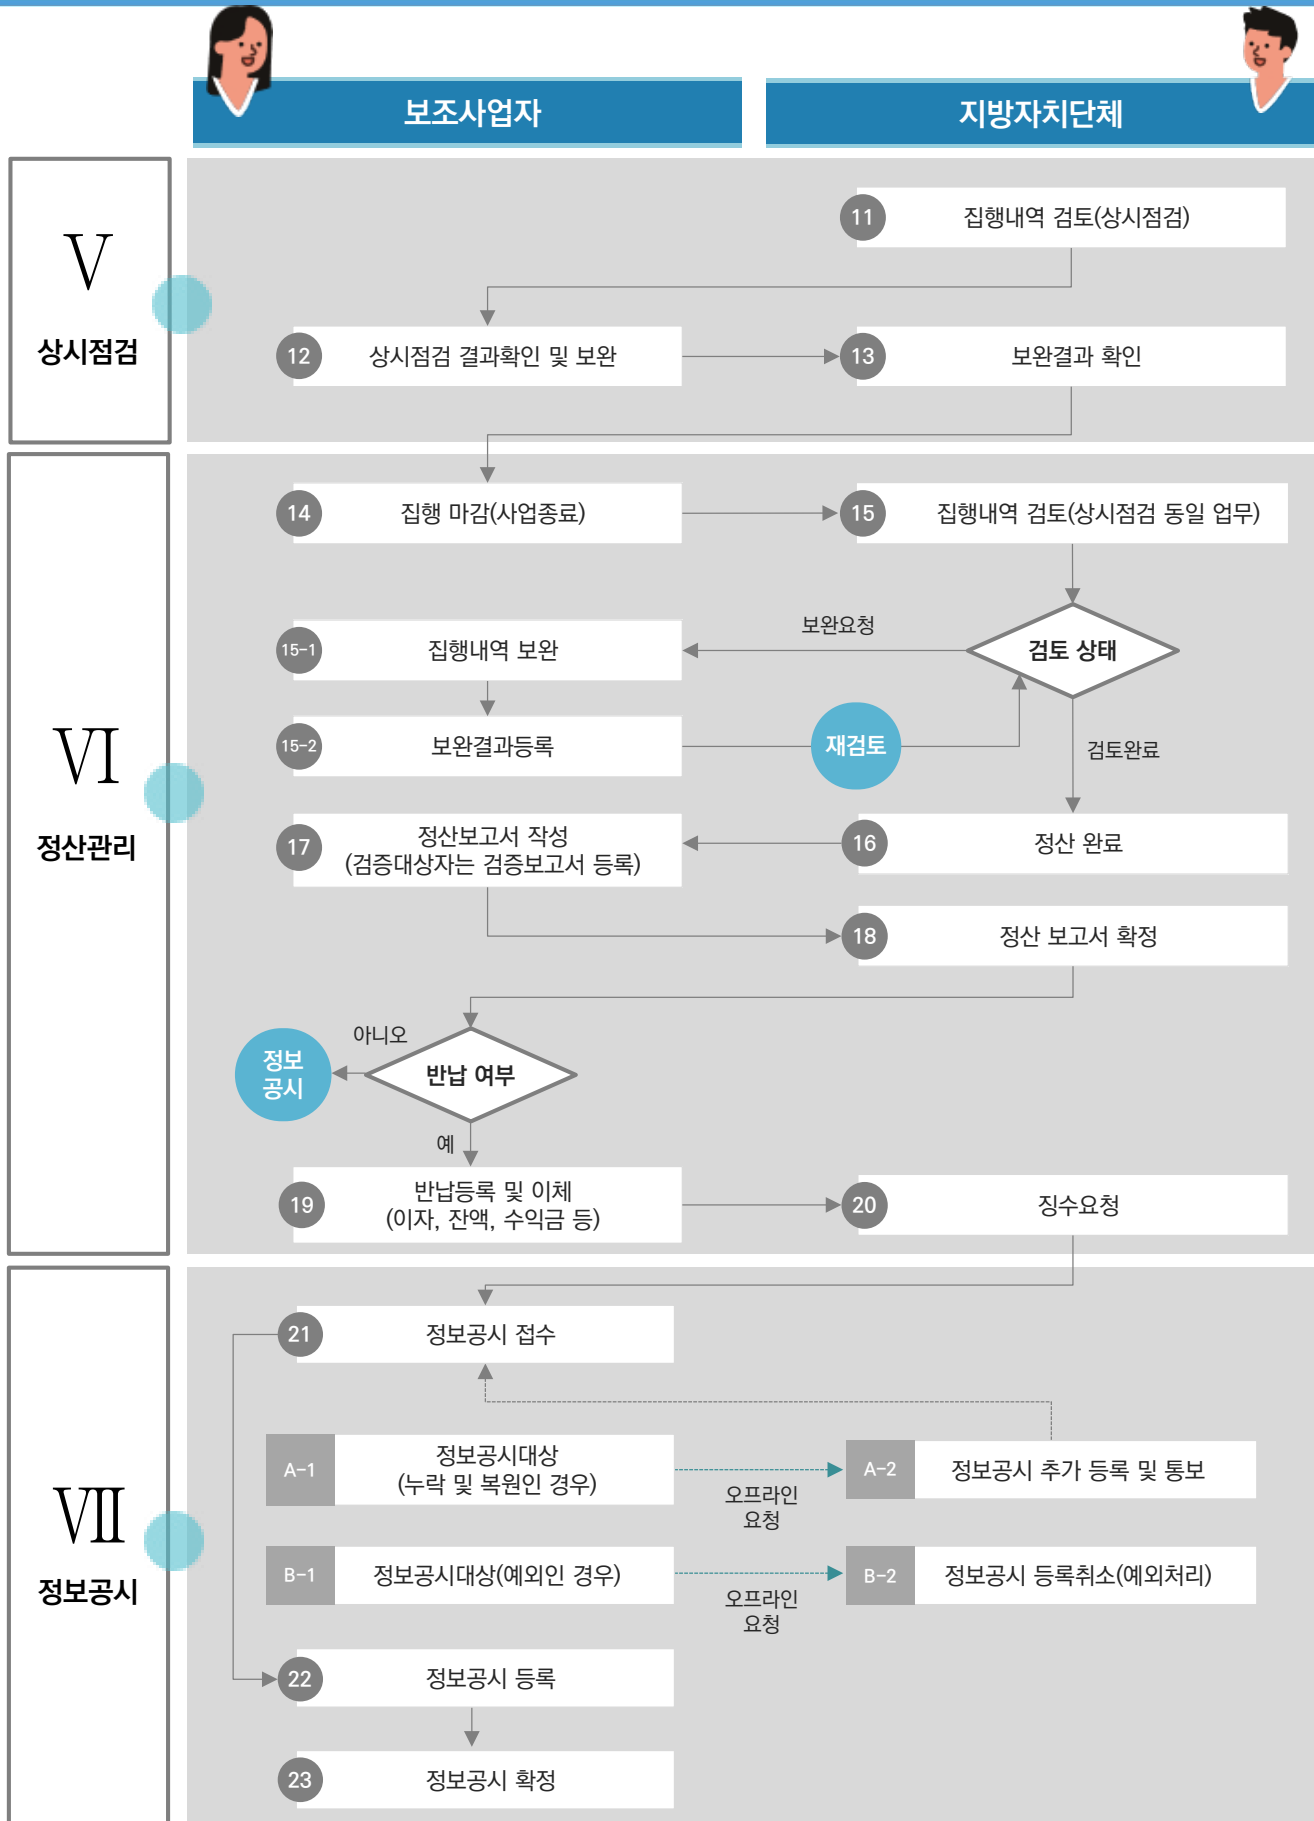 보조사업자
지방자치단체
Ⅴ
상시점검
11
집행내역 검토(상시점검)
12
상시점검 결과확인 및 보완
13
보완결과 확인
Ⅵ
정산관리
14
집행 마감(사업종료)
15
집행내역 검토(상시점검 동일 업무)
보완요청
검토 상태
15-1
집행내역 보완
15-2
보완결과등록
재검토
검토완료
17
정산보고서 작성
(검증대상자는 검증보고서 등록)
16
정산 완료
18
정산 보고서 확정
아니오
정보
공시
반납 여부
예
19
반납등록 및 이체
(이자, 잔액, 수익금 등)
20
징수요청
Ⅶ
정보공시
21
정보공시 접수
A-1
정보공시대상
(누락 및 복원인 경우)
오프라인
요청
A-2
정보공시 추가 등록 및 통보
B-1
정보공시대상(예외인 경우)
오프라인
요청
B-2
정보공시 등록취소(예외처리)
22
정보공시 등록
23
정보공시 확정